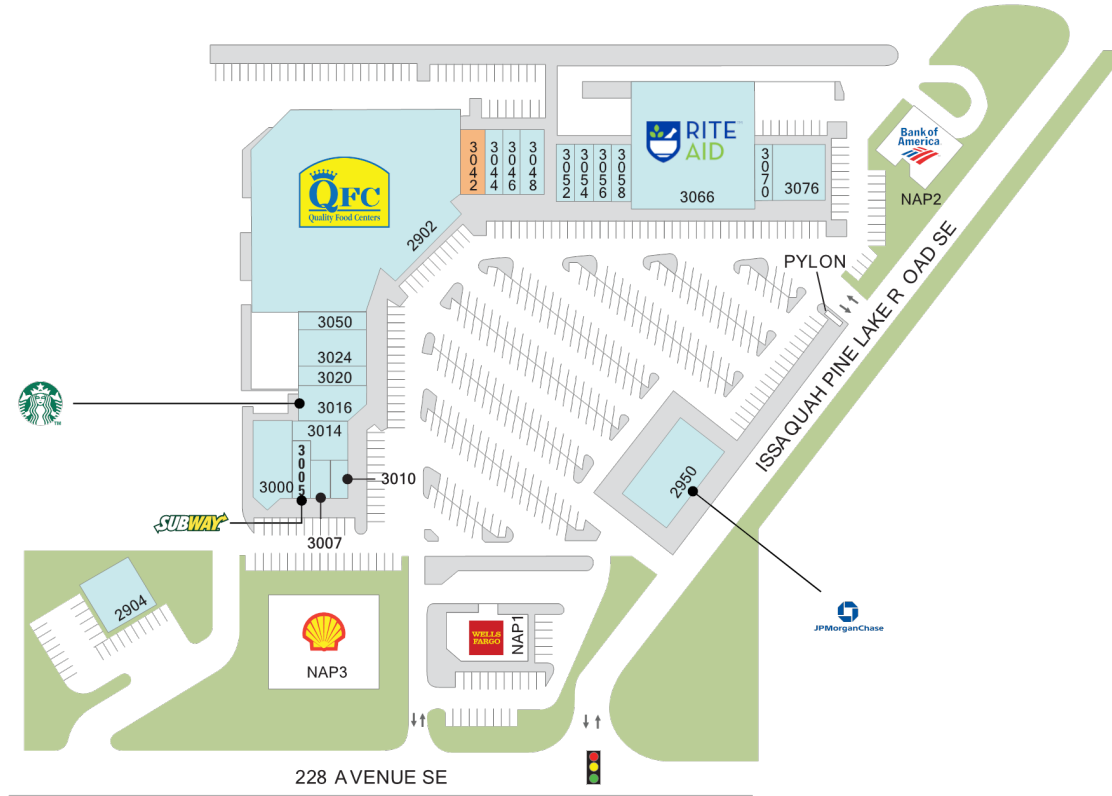 RITE
AID
3066
Bank of
America
NAP2
QFC
Quality Food Centers
2902
3042
3044
3046
3048
3052
3054
3056
3058
3070
3076
PYLON
ISSAQUAH PINE LAKE R OAD SE
3050
3024
3020
3016
3014
3005
3000
3010
3007
SUBWAY
2950
JPMorganChase
2904
NAP3
WELLS
FARGO
NAP1
228 AVENUE SE